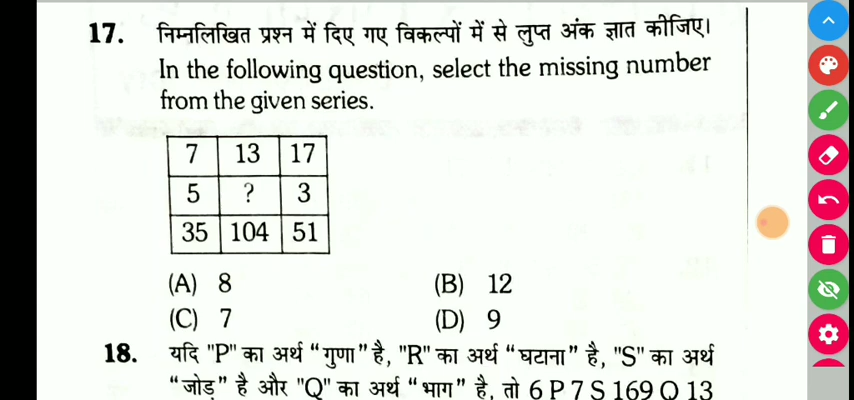 17. निम्नलिखित प्रश्न में दिए गए विकल्पों में से लुप्त अंक ज्ञात कीजिए।
In the following question, select the missing number
from the given series.
7 13 17
5 ? 3
35 104 51
(A) 8 (B) 12
(C) 7 (D) 9
18. यदि "P" का अर्थ “गुणा” है, "R" का अर्थ “घटाना” है, "S" का अर्थ
“जोड़” है और "Q" का अर्थ “भाग” है, तो 6 P 7 S 169 Q 13